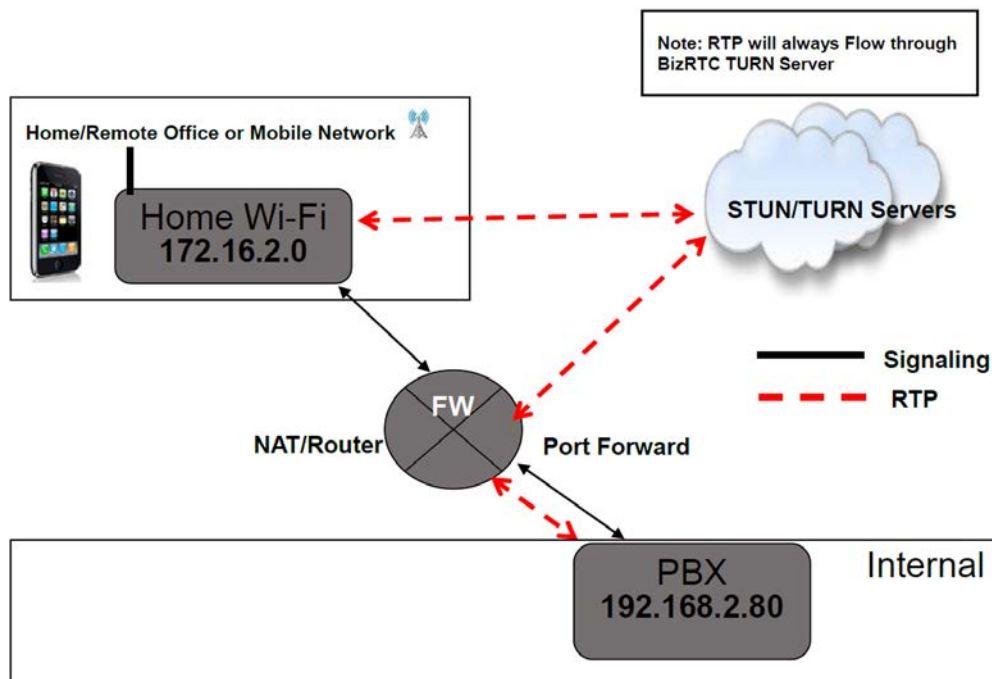 Note: RTP will always Flow through
BizRTC TURN Server
Home/Remote Office or Mobile Network
Home Wi-Fi
172.16.2.0
STUN/TURN Servers
Signaling
RTP
FW
NAT/Router
Port Forward
Internal
PBX
192.168.2.80